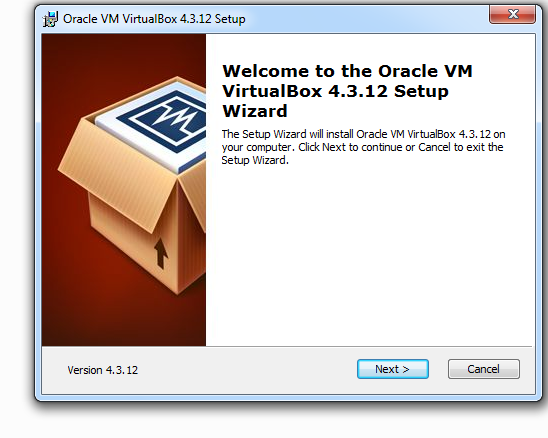 Oracle VM VirtualBox 4.3.12 Setup
Welcome to the Oracle VM
VirtualBox 4.3.12 Setup
Wizard
The Setup Wizard will install Oracle VM VirtualBox 4.3.12 on
your computer. Click Next to continue or Cancel to exit the
Setup Wizard.
Version 4.3.12
Next >
Cancel